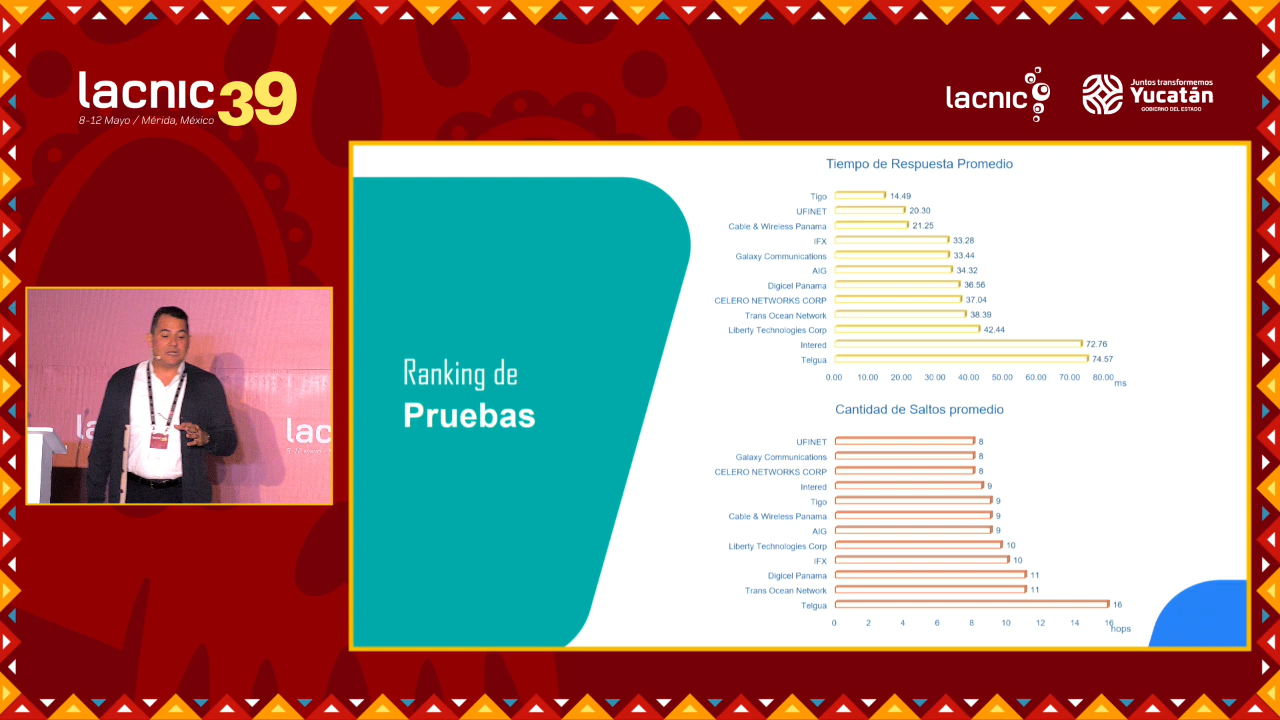 lacnic39
8-12 Mayo / Mérida, México
lacnic
Juntos transformemos
Yucatán
GOBIERNO DEL ESTADO
Ranking de
Pruebas
Tiempo de Respuesta Promedio
Tigo 14.49
UFINET 20.30
Cable & Wireless Panama 21.25
IFX 33.28
Galaxy Communications 33.44
AIG 34.32
Digicel Panama 36.56
CELERO NETWORKS CORP 37.04
Trans Ocean Network 38.39
Liberty Technologies Corp 42.44
Intered 72.76
Telgua 74.57
0.00 10.00 20.00 30.00 40.00 50.00 60.00 70.00 80.00 ms
Cantidad de Saltos promedio
UFINET 8
Galaxy Communications 8
CELERO NETWORKS CORP 8
Intered 9
Tigo 9
Cable & Wireless Panama 9
AIG 9
Liberty Technologies Corp 10
IFX 10
Digicel Panama 11
Trans Ocean Network 11
Telgua 16
0 2 4 6 8 10 12 14 16 hops
la
lac